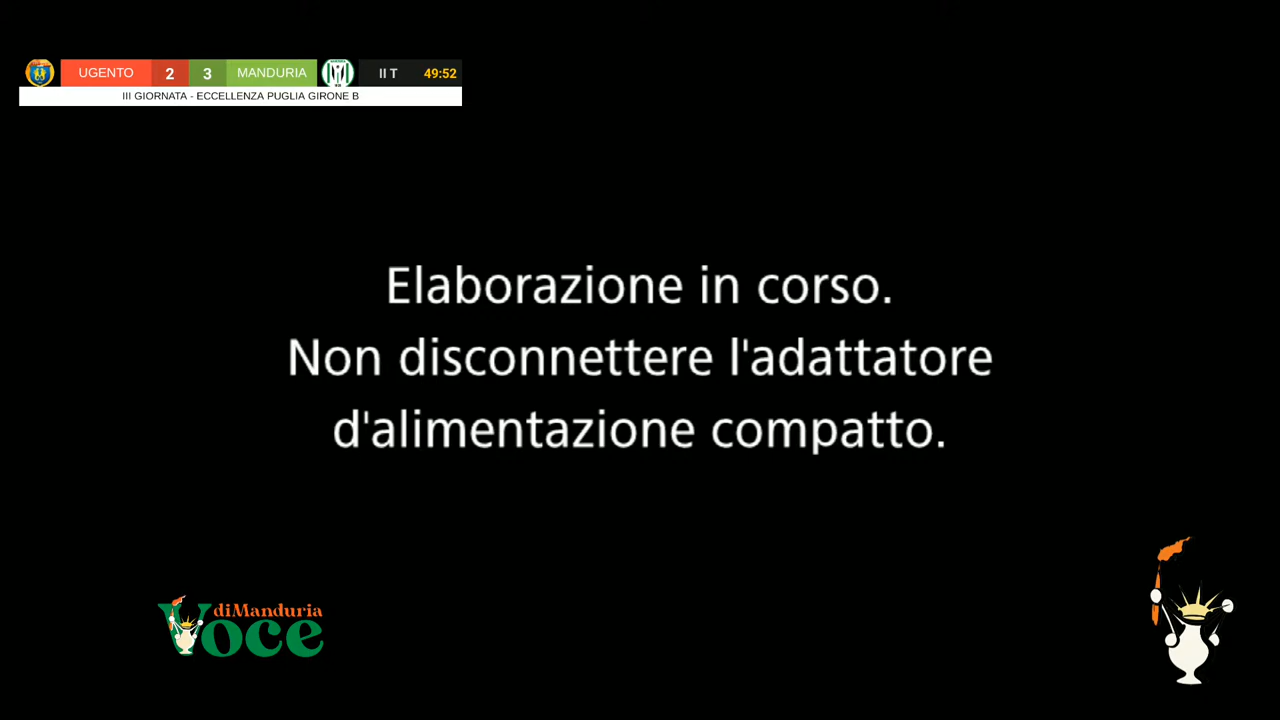 UGENTO 2 3 MANDURIA II T 49:52
III GIORNATA - ECCELLENZA PUGLIA GIRONE B
Elaborazione in corso.
Non disconnettere l'adattatore
d'alimentazione compatto.
diManduria
Voce